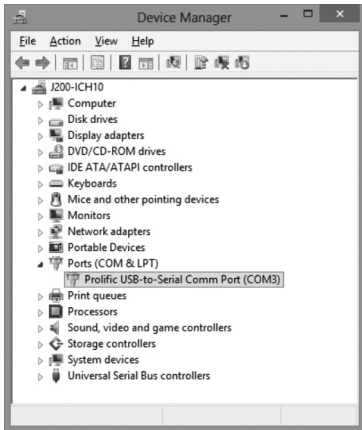 Device Manager
File Action View Help
J200-ICH10
Computer
Disk drives
Display adapters
DVD/CD-ROM drives
IDE ATA/ATAPI controllers
Keyboards
Mice and other pointing devices
Monitors
Network adapters
Portable Devices
Ports (COM & LPT)
Prolific USB-to-Serial Comm Port (COM3)
Print queues
Processors
Sound, video and game controllers
Storage controllers
System devices
Universal Serial Bus controllers